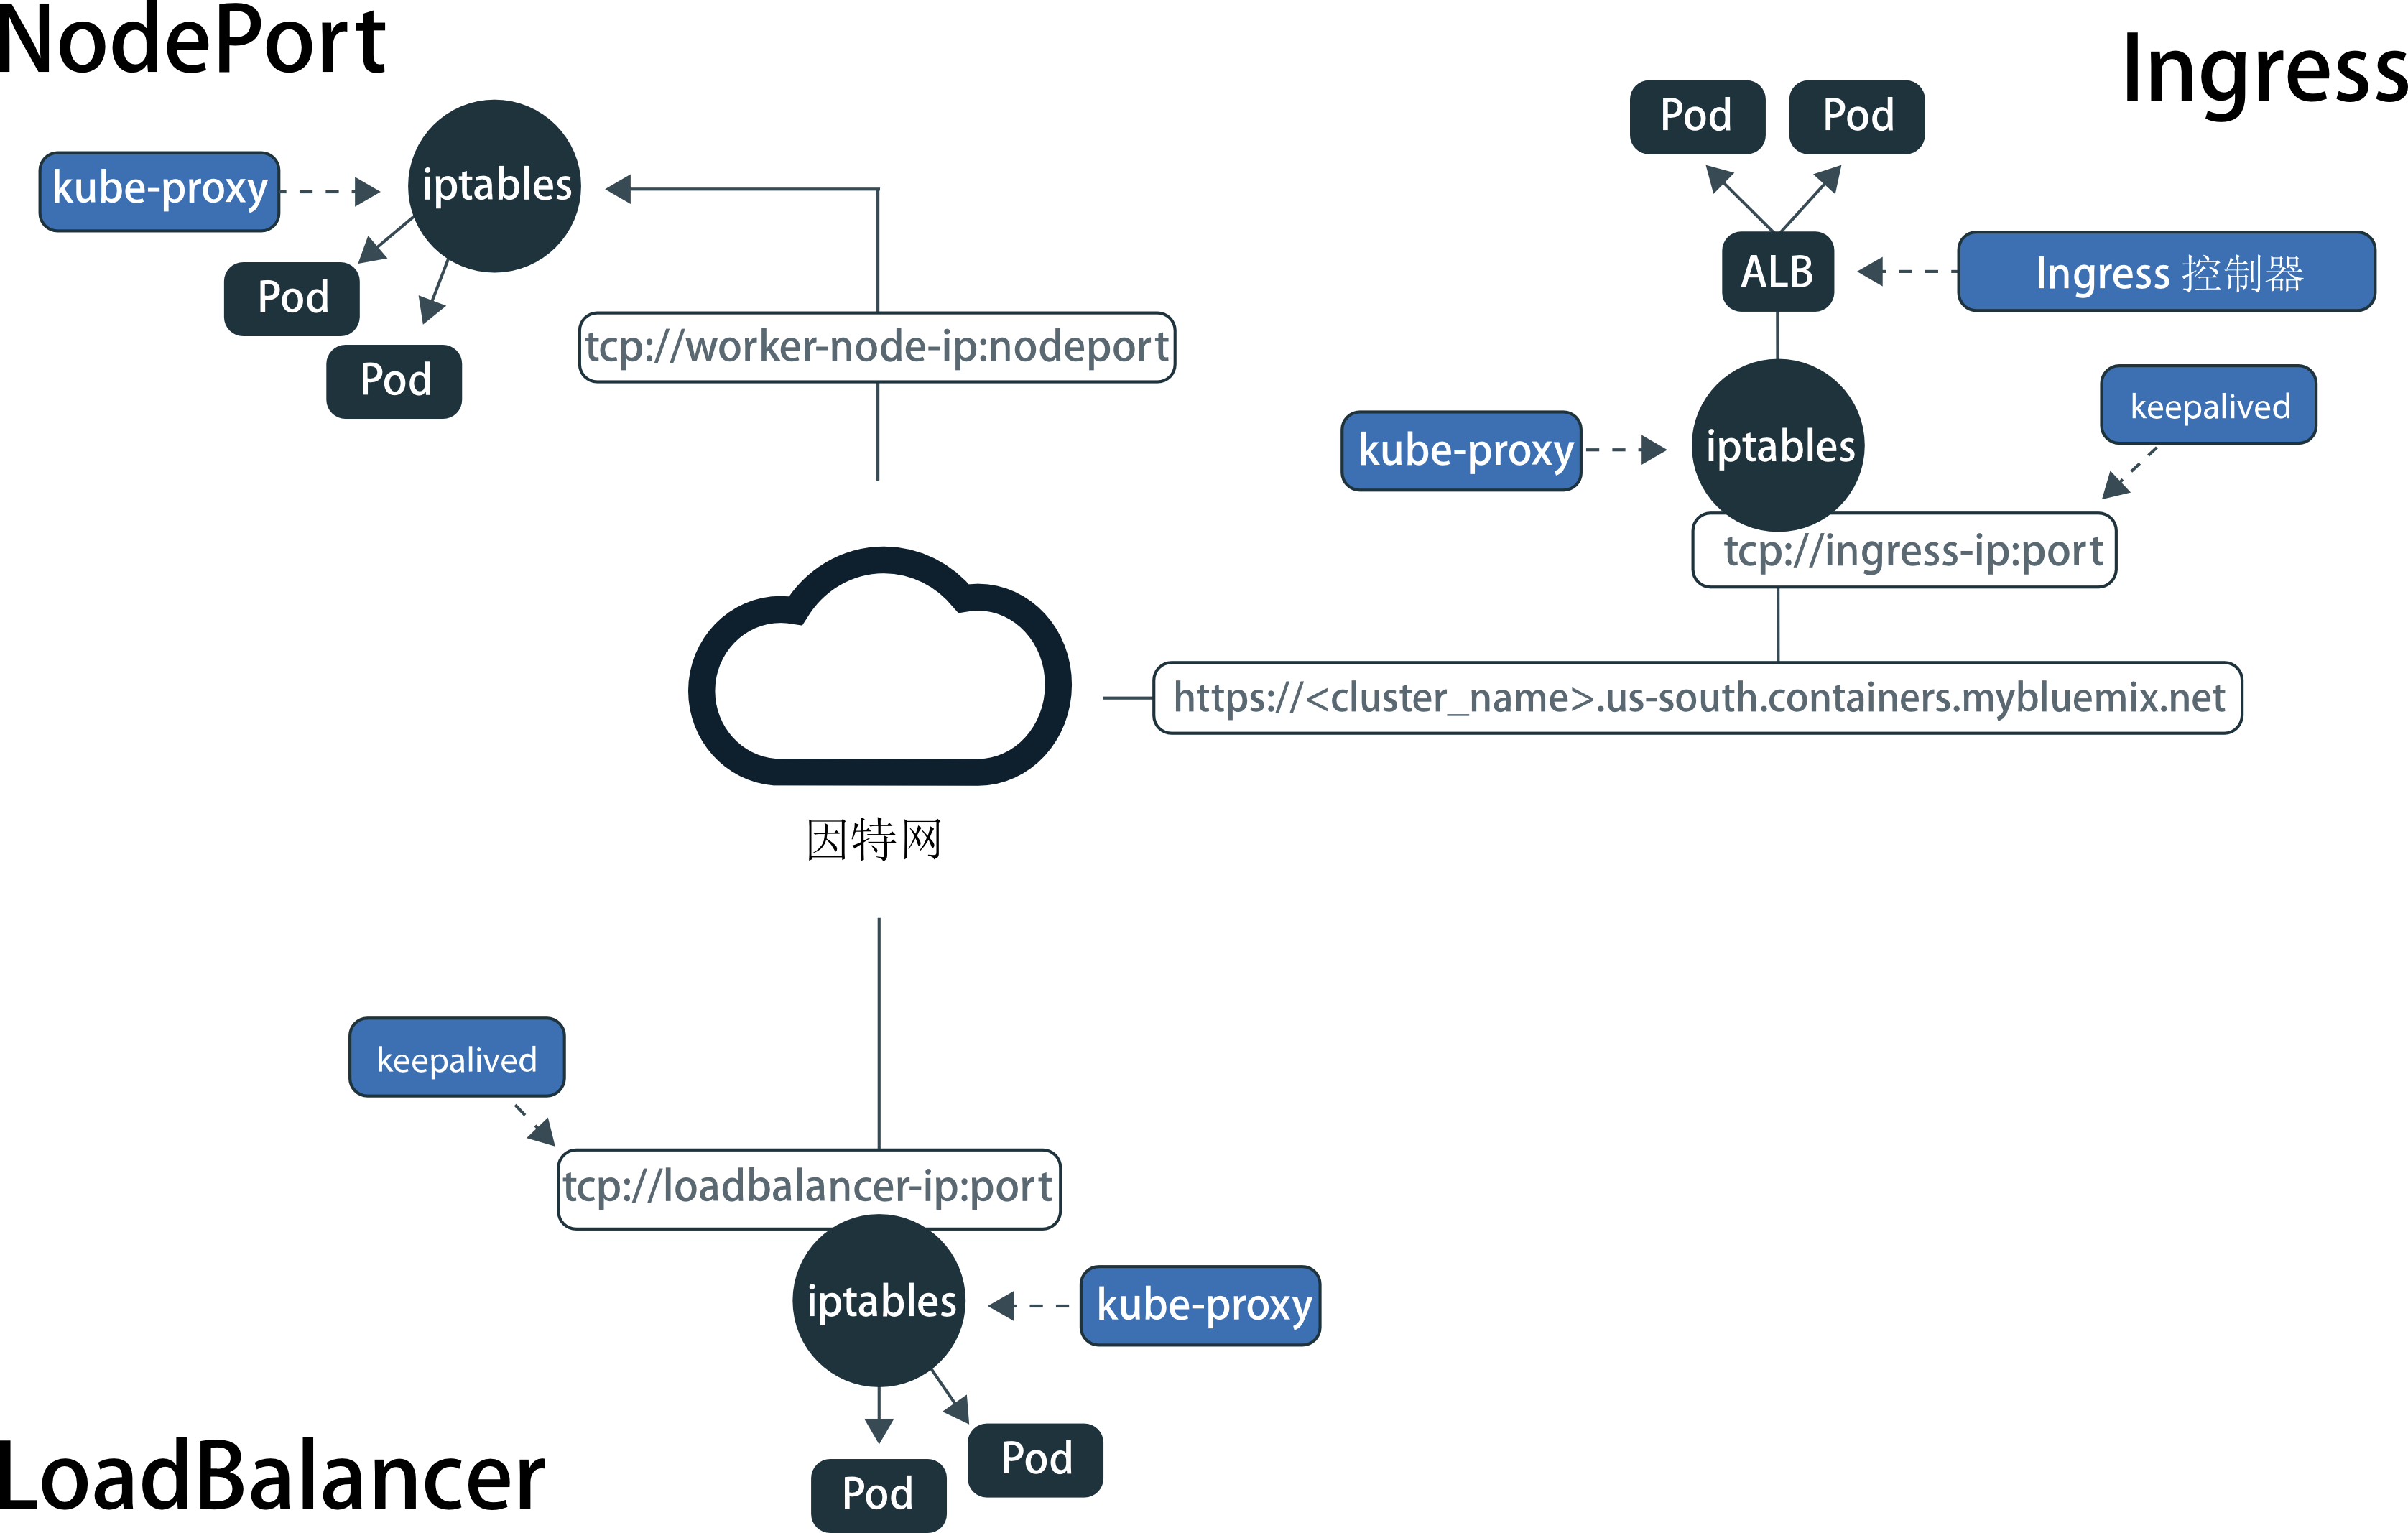 NodePort
iptables
kube-proxy
Pod
Pod
tcp://worker-node-ip:nodeport
Ingress
Pod
Pod
ALB
Ingress 控制器
keepalived
kube-proxy
iptables
tcp://ingress-ip:port
https://<cluster_name>.us-south.containers.mybluemix.net
因特网
keepalived
tcp://loadbalancer-ip:port
iptables
kube-proxy
Pod
Pod
LoadBalancer